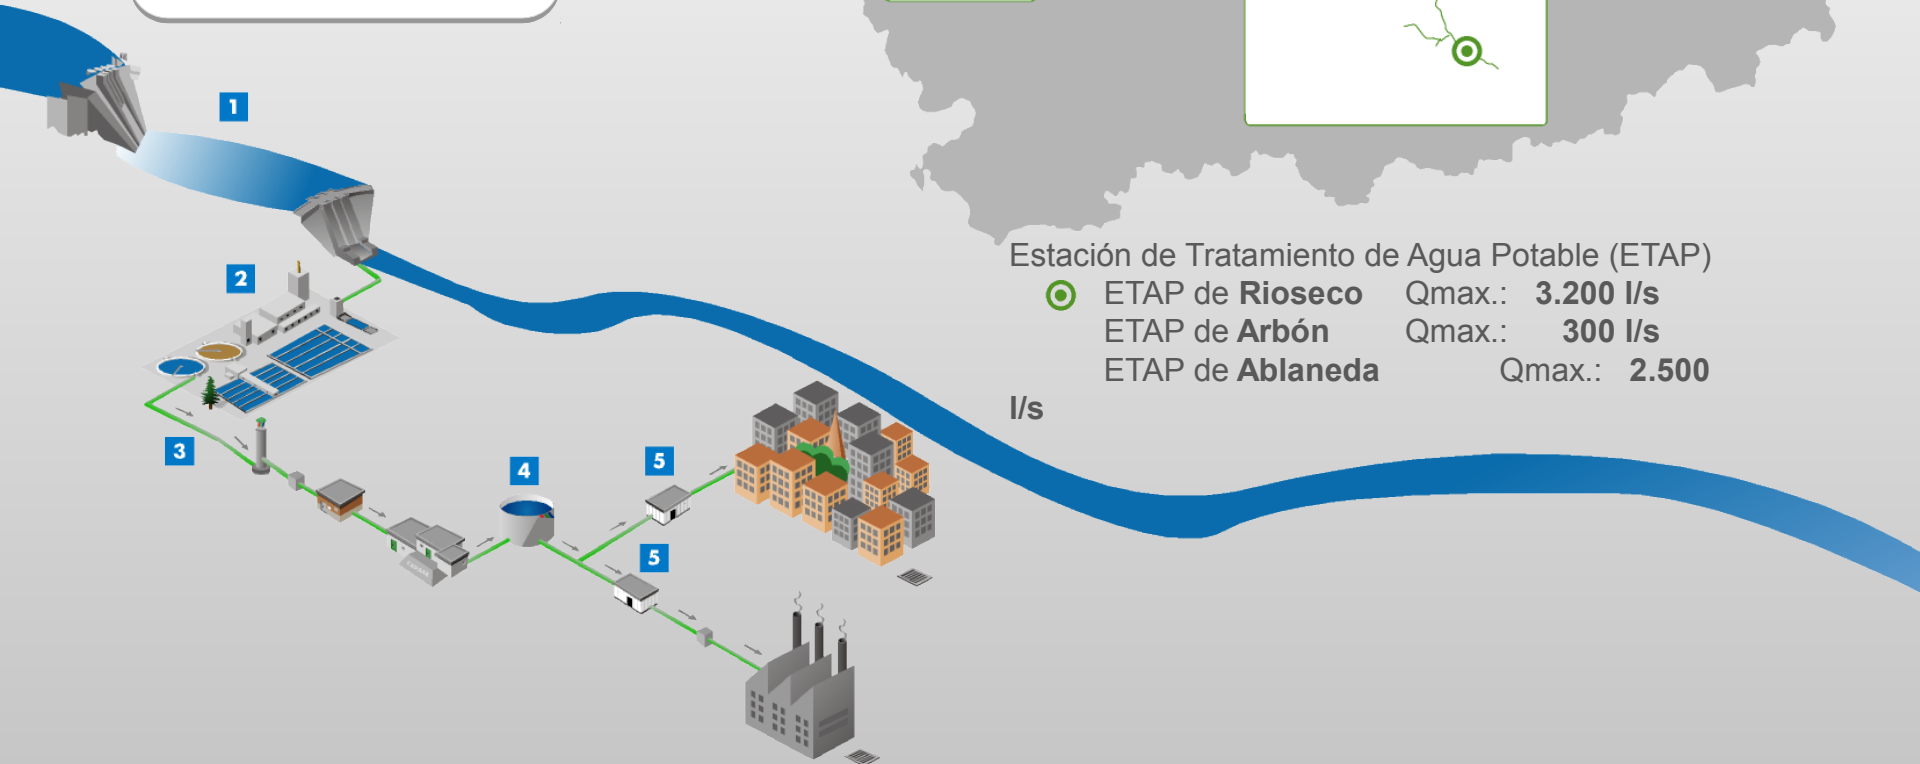 1
2
Estación de Tratamiento de Agua Potable (ETAP)
ETAP de Rioseco Qmax.: 3.200 l/s
ETAP de Arbón Qmax.: 300 l/s
ETAP de Ablaneda Qmax.: 2.500
l/s
3
4
5
5